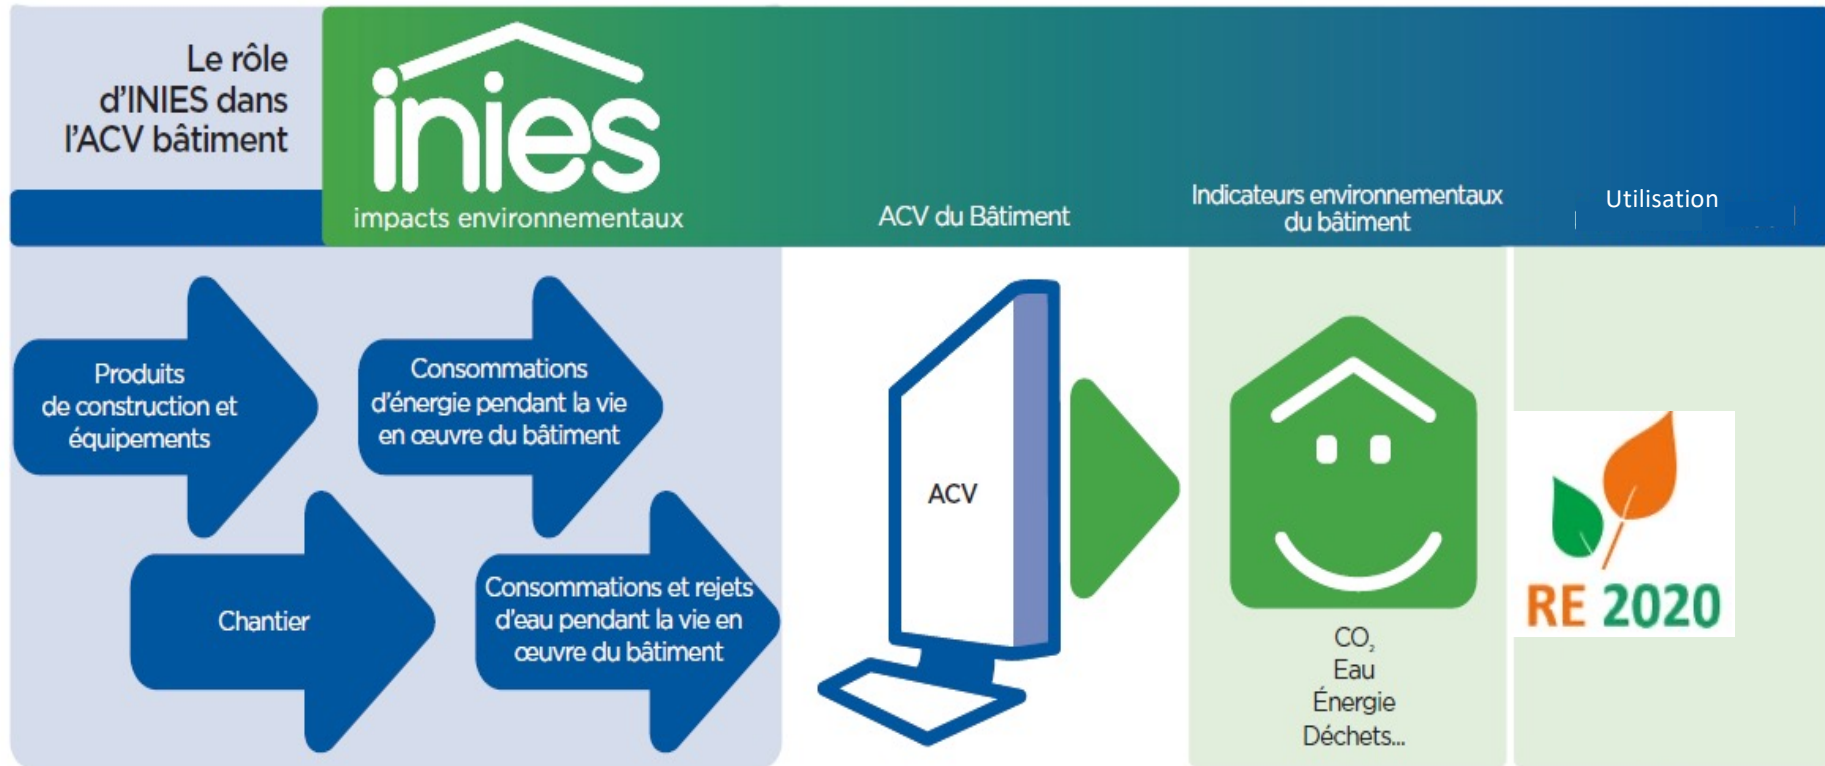 Le rôle
d'INIES dans
l'ACV bâtiment
inies
impacts environnementaux
ACV du Bâtiment
Indicateurs environnementaux
du bâtiment
Utilisation
Produits
de construction et
équipements
Consommations
d'énergie pendant la vie
en œuvre du bâtiment
Chantier
Consommations et rejets
d'eau pendant la vie en
œuvre du bâtiment
ACV
CO₂
Eau
Énergie
Déchets...
RE 2020